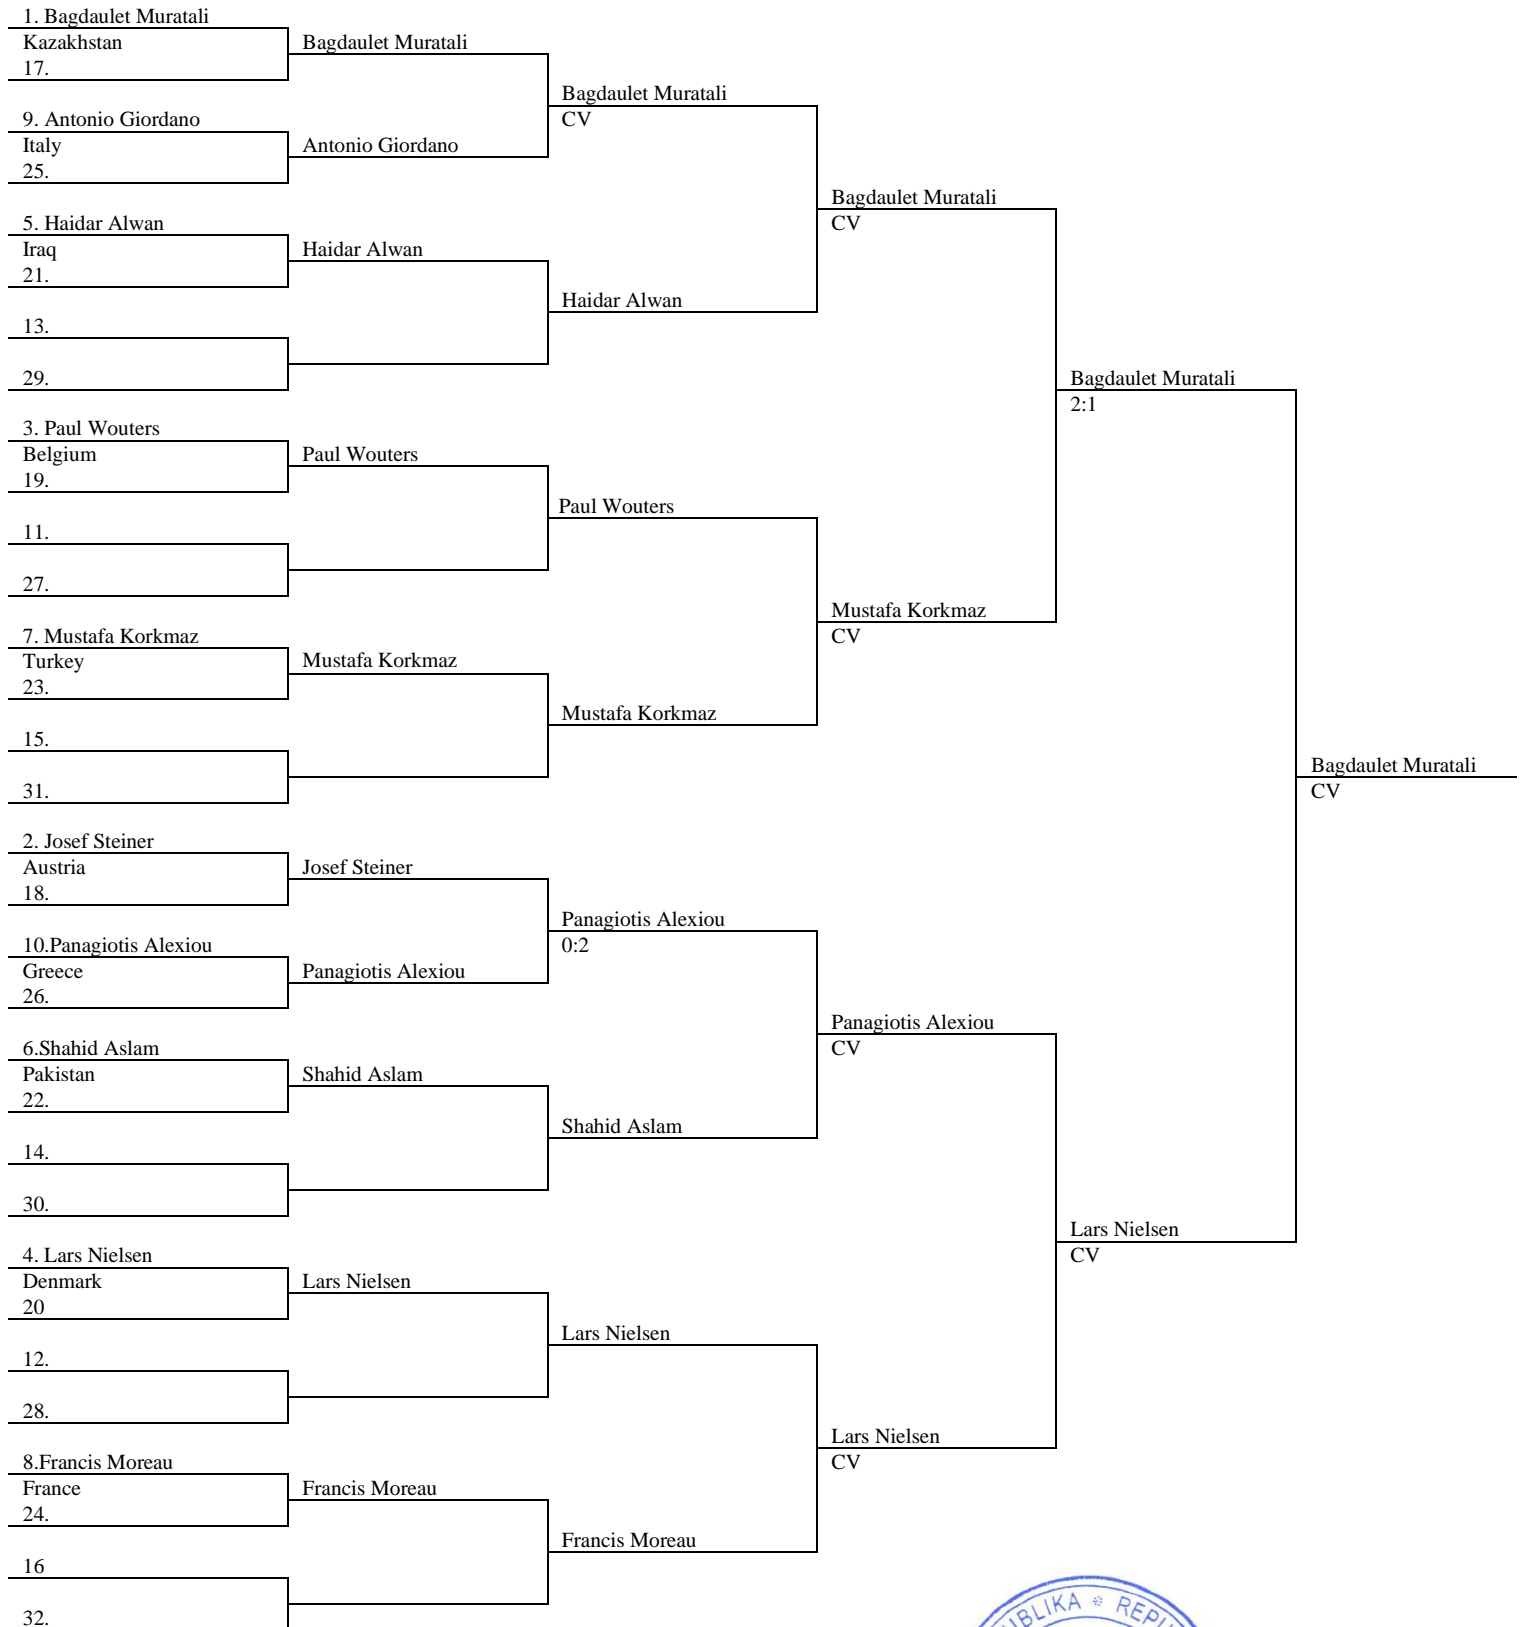 1. Bagdaulet Muratali
Kazakhstan
17.
9. Antonio Giordano
Italy
25.
5. Haidar Alwan
Iraq
21.
13.
29.
3. Paul Wouters
Belgium
19.
11.
27.
7. Mustafa Korkmaz
Turkey
23.
15.
31.
2. Josef Steiner
Austria
18.
10.Panagiotis Alexiou
Greece
26.
6.Shahid Aslam
Pakistan
22.
14.
30.
4. Lars Nielsen
Denmark
20
12.
28.
8.Francis Moreau
France
24.
16
32.
Bagdaulet Muratali
Antonio Giordano
Haidar Alwan
Paul Wouters
Mustafa Korkmaz
Josef Steiner
Panagiotis Alexiou
Shahid Aslam
Lars Nielsen
Francis Moreau
Bagdaulet Muratali
CV
Haidar Alwan
Paul Wouters
Mustafa Korkmaz
Panagiotis Alexiou
0:2
Shahid Aslam
Lars Nielsen
Francis Moreau
Bagdaulet Muratali
CV
Mustafa Korkmaz
CV
Panagiotis Alexiou
CV
Lars Nielsen
CV
Bagdaulet Muratali
2:1
Lars Nielsen
CV
Bagdaulet Muratali
CV